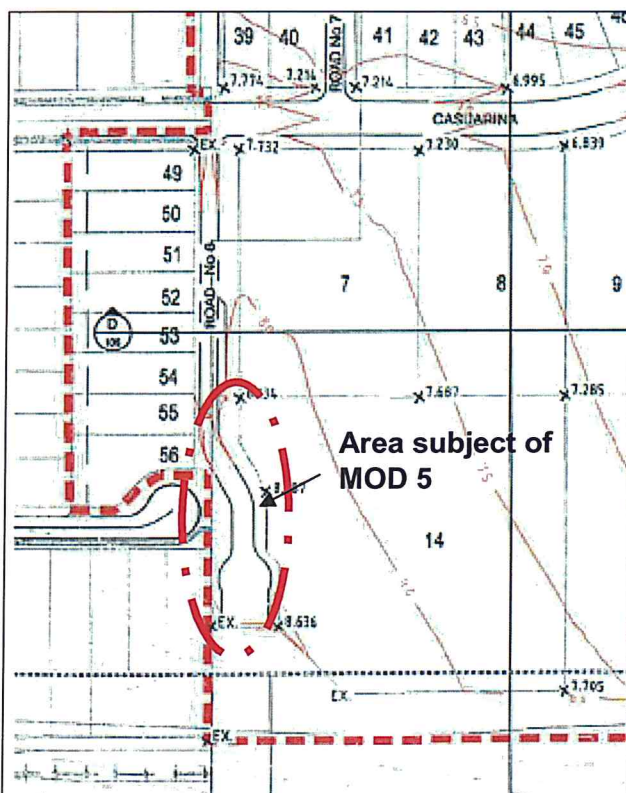 39 40 41 42 43 44 45
ROAD No 7
7.774 7.214 7.214 6.995
CASUARINA
EX. 7.732 7.230 6.839
49
50
51
52
53
54
55
56
ROAD No 6
7 8 9
D
7.687 7.285
Area subject of
MOD 5
14
EX. 8.636
EX. 7.705
EX.